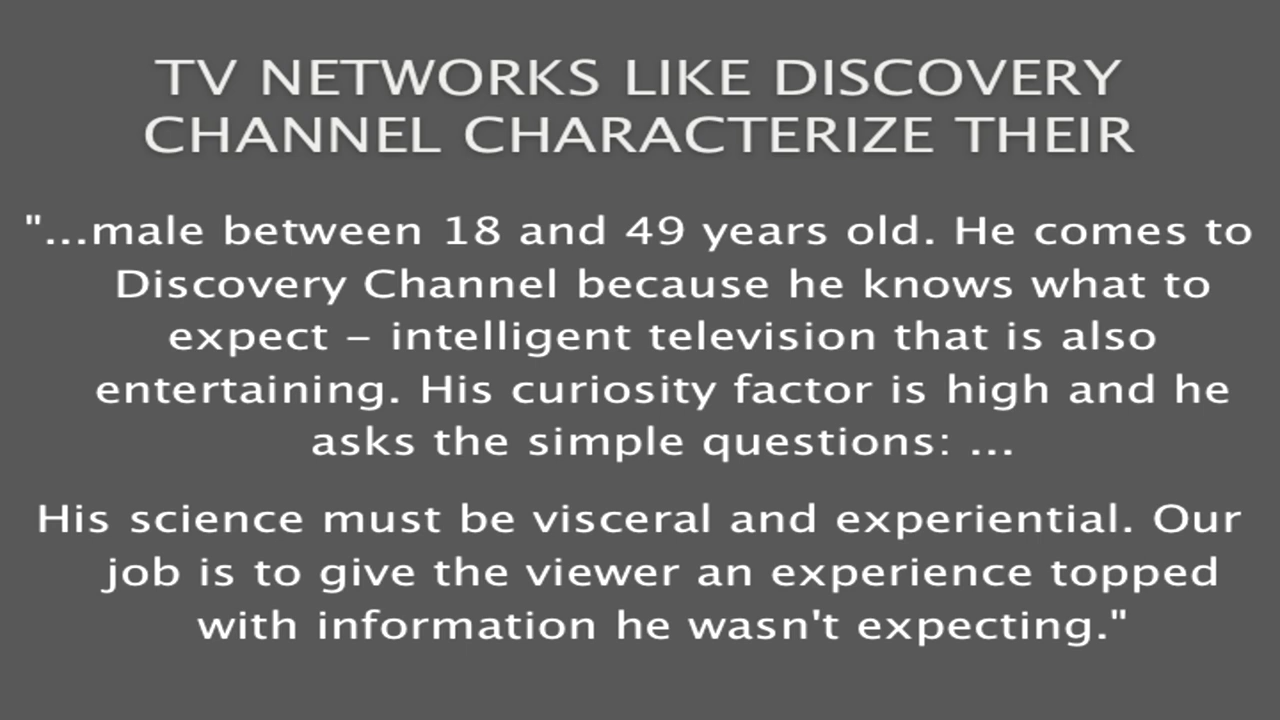 TV NETWORKS LIKE DISCOVERY
CHANNEL CHARACTERIZE THEIR
"...male between 18 and 49 years old. He comes to
Discovery Channel because he knows what to
expect – intelligent television that is also
entertaining. His curiosity factor is high and he
asks the simple questions: ...
His science must be visceral and experiential. Our
job is to give the viewer an experience topped
with information he wasn't expecting."